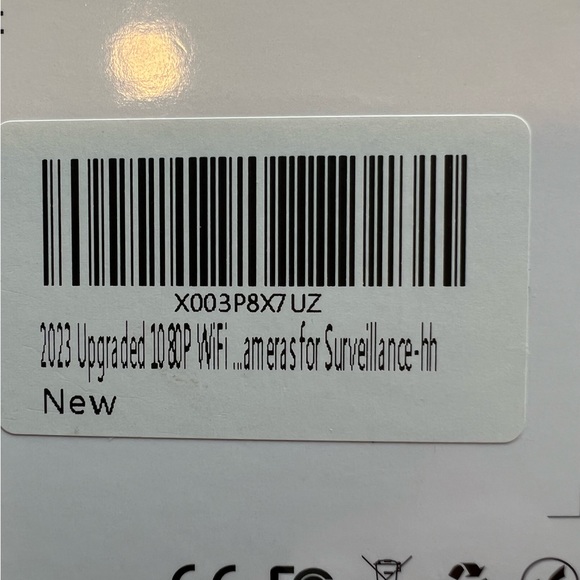 X003P8X7UZ
2023 Upgraded 1080P WiFi ...ameras for Surveillance-hh
New